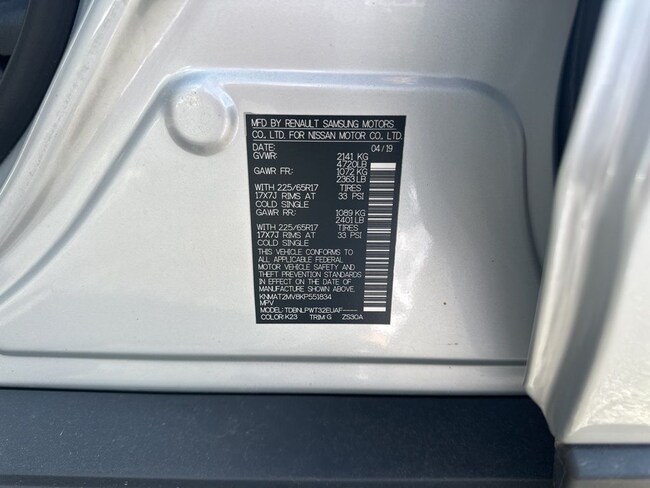 MFD BY RENAULT SAMSUNG MOTORS
CO., LTD. FOR NISSAN MOTOR CO., LTD.
DATE: 04/19
GVWR: 2141 KG
4720LB
GAWR FR: 1072 KG
2363LB
WITH 225/65R17 TIRES
17X7J RIMS AT 33 PSI
COLD SINGLE
GAWR RR: 1089 KG
2401LB
WITH 225/65R17 TIRES
17X7J RIMS AT 33 PSI
COLD SINGLE
THIS VEHICLE CONFORMS TO
ALL APPLICABLE FEDERAL
MOTOR VEHICLE SAFETY AND
THEFT PREVENTION STANDARDS
IN EFFECT ON THE DATE OF
MANUFACTURE SHOWN ABOVE.
KNMAT2MV8KP551834
MPV
MODEL: TDBNLPWT32EUAF-----
COLOR: K23 TRIM G ZS30A